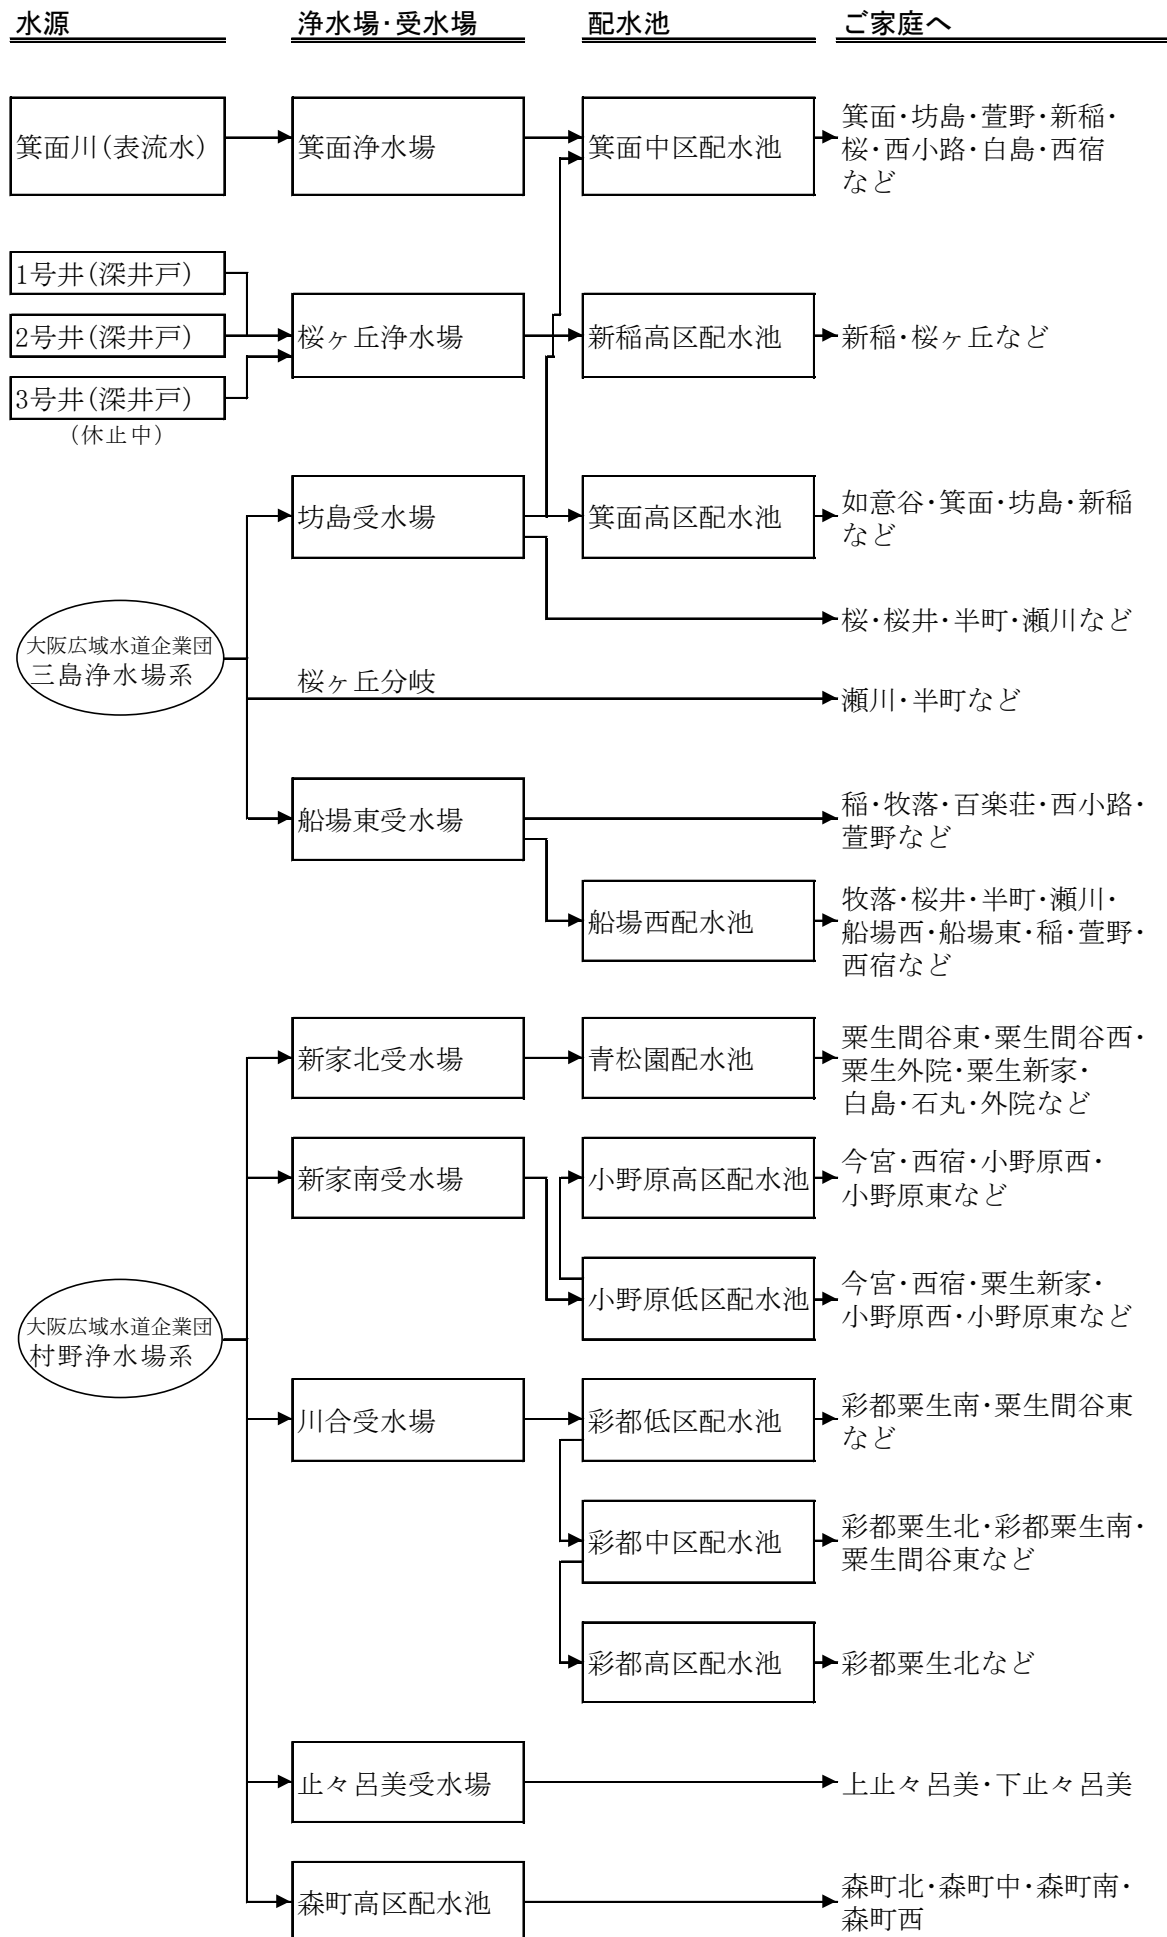 水源
浄水場・受水場
配水池
ご家庭へ
箕面川(表流水)
箕面浄水場
箕面中区配水池
箕面・坊島・萱野・新稲・
桜・西小路・白島・西宿
など
1号井(深井戸)
2号井(深井戸)
3号井(深井戸)
(休止中)
桜ヶ丘浄水場
新稲高区配水池
新稲・桜ヶ丘など
坊島受水場
箕面高区配水池
如意谷・箕面・坊島・新稲
など
桜・桜井・半町・瀬川など
大阪広域水道企業団
三島浄水場系
桜ヶ丘分岐
瀬川・半町など
船場東受水場
稲・牧落・百楽荘・西小路・
萱野など
船場西配水池
牧落・桜井・半町・瀬川・
船場西・船場東・稲・萱野・
西宿など
新家北受水場
青松園配水池
粟生間谷東・粟生間谷西・
粟生外院・粟生新家・
白島・石丸・外院など
新家南受水場
小野原高区配水池
今宮・西宿・小野原西・
小野原東など
小野原低区配水池
今宮・西宿・粟生新家・
小野原西・小野原東など
大阪広域水道企業団
村野浄水場系
川合受水場
彩都低区配水池
彩都粟生南・粟生間谷東
など
彩都中区配水池
彩都粟生北・彩都粟生南・
粟生間谷東など
彩都高区配水池
彩都粟生北など
止々呂美受水場
上止々呂美・下止々呂美
森町高区配水池
森町北・森町中・森町南・
森町西